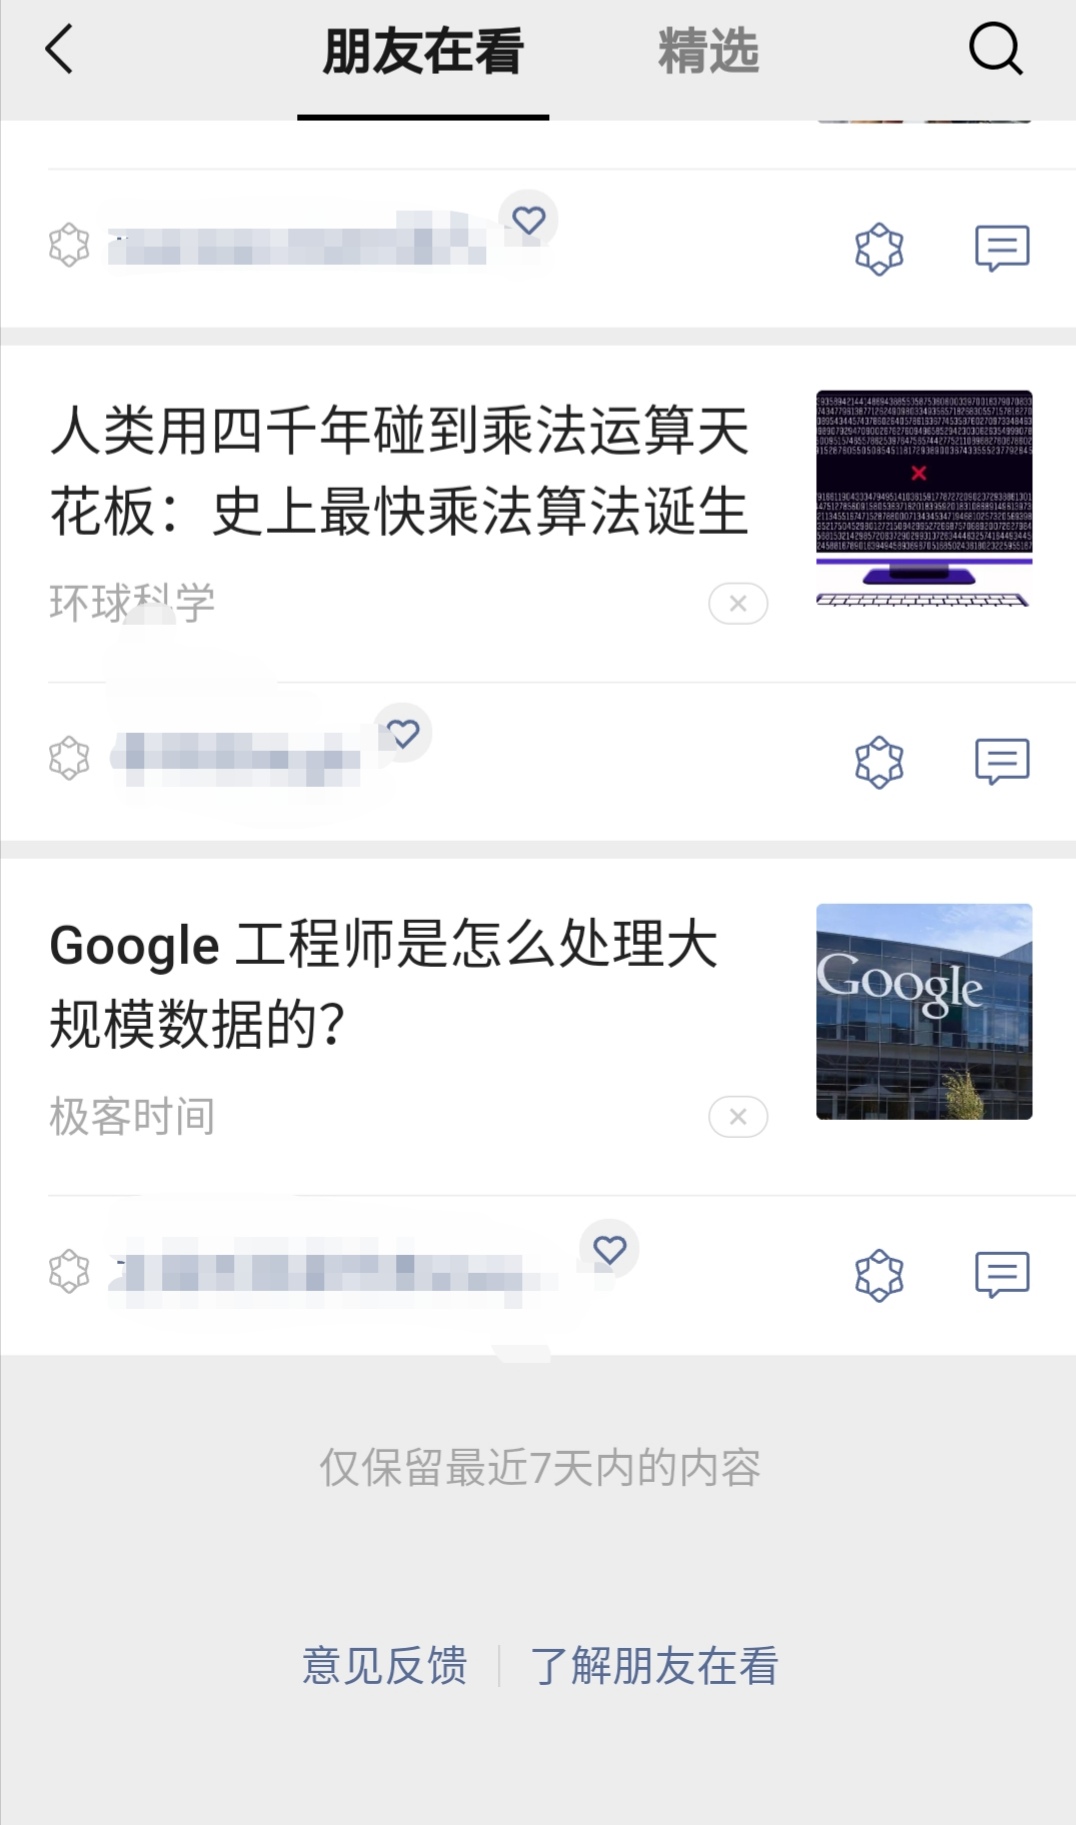 朋友在看
精选
人类用四千年碰到乘法运算天
花板：史上最快乘法算法诞生
环球科学
Google 工程师是怎么处理大
规模数据的？
Google
极客时间
仅保留最近7天内的内容
意见反馈
了解朋友在看